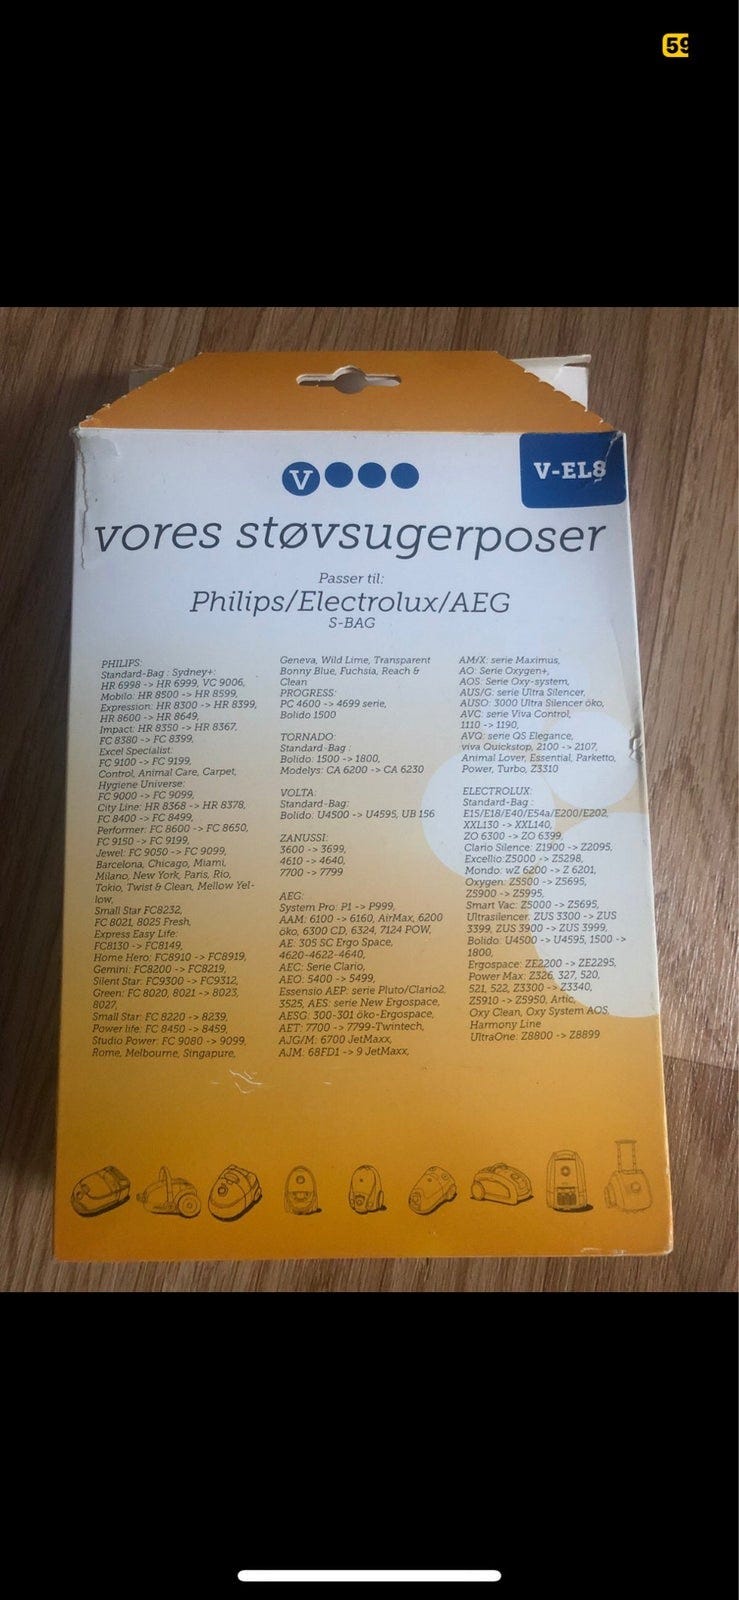 V-EL8
V
vores støvsugerposer
Passer til:
Philips/Electrolux/AEG
S-BAG
PHILIPS:
Standard-Bag : Sydney+:
HR 6998 -> HR 6999, VC 9006,
Mobilo: HR 8500 -> HR 8599,
Expression: HR 8300 -> HR 8399,
HR 8600 -> HR 8649,
Impact: HR 8350 -> HR 8367,
FC 8380 -> FC 8399,
Excel Specialist:
FC 9100 -> FC 9199,
Control, Animal Care, Carpet,
Hygiene Universe:
FC 9000 -> FC 9099,
City Line: HR 8368 -> HR 8378,
FC 8400 -> FC 8499,
Performer: FC 8600 -> FC 8650,
FC 9150 -> FC 9199,
Jewel: FC 9050 -> FC 9099,
Barcelona, Chicago, Miami,
Milano, New York, Paris, Rio,
Tokio, Twist & Clean, Mellow Yel-
low,
Small Star FC8232,
FC 8021, 8025 Fresh,
Express Easy Life:
FC8130 -> FC8149,
Home Hero: FC8910 -> FC8919,
Gemini: FC8200 -> FC8219,
Silent Star: FC9300 -> FC9312,
Green: FC 8020, 8021 -> 8023,
8027,
Small Star: FC 8220 -> 8239,
Power life: FC 8450 -> 8459,
Studio Power: FC 9080 -> 9099,
Rome, Melbourne, Singapure,
Geneva, Wild Lime, Transparent
Bonny Blue, Fuchsia, Reach &
Clean
PROGRESS:
PC 4600 -> 4699 serie,
Bolido 1500
TORNADO:
Standard-Bag :
Bolido: 1500 -> 1800,
Modelys: CA 6200 -> CA 6230
VOLTA:
Standard-Bag:
Bolido: U4500 -> U4595, UB 156
ZANUSSI:
3600 -> 3699,
4610 -> 4640,
7700 -> 7799
AEG:
System Pro: P1 -> P999,
AAM: 6100 -> 6160, AirMax, 6200
öko, 6300 CD, 6324, 7124 POW,
AE: 305 SC Ergo Space,
4620-4622-4640,
AEC: Serie Clario,
AEO: 5400 -> 5499,
Essensio AEP: serie Pluto/Clario2,
3525, AES: serie New Ergospace,
AESG: 300-301 öko-Ergospace,
AET: 7700 -> 7799-Twintech,
AJG/M: 6700 JetMaxx,
AJM: 68FD1 -> 9 JetMaxx,
AM/X: serie Maximus,
AO: Serie Oxygen+,
AOS: Serie Oxy-system,
AUS/G: serie Ultra Silencer,
AUSO: 3000 Ultra Silencer öko,
AVC: serie Viva Control,
1110 -> 1190,
AVQ: serie QS Elegance,
viva Quickstop, 2100 -> 2107,
Animal Lover, Essential, Parketto,
Power, Turbo, Z3310
ELECTROLUX:
Standard-Bag :
E15/E18/E40/E54a/E200/E202,
XXL130 -> XXL140,
ZO 6300 -> ZO 6399,
Clario Silence: Z1900 -> Z2095,
Excellio:Z5000 -> Z5298,
Mondo: wZ 6200 -> Z 6201,
Oxygen: Z5500 -> Z5695,
Z5900 -> Z5995,
Smart Vac: Z5000 -> Z5695,
Ultrasilencer, ZUS 3300 -> ZUS
3399, ZUS 3900 -> ZUS 3999,
Bolido: U4500 -> U4595, 1500 ->
1800,
Ergospace: ZE2200 -> ZE2295,
Power Max: Z326, 327, 520,
521, 522, Z3300 -> Z3340,
Z5910 -> Z5950, Artic,
Oxy Clean, Oxy System AOS,
Harmony Line
UltraOne: Z8800 -> Z8899